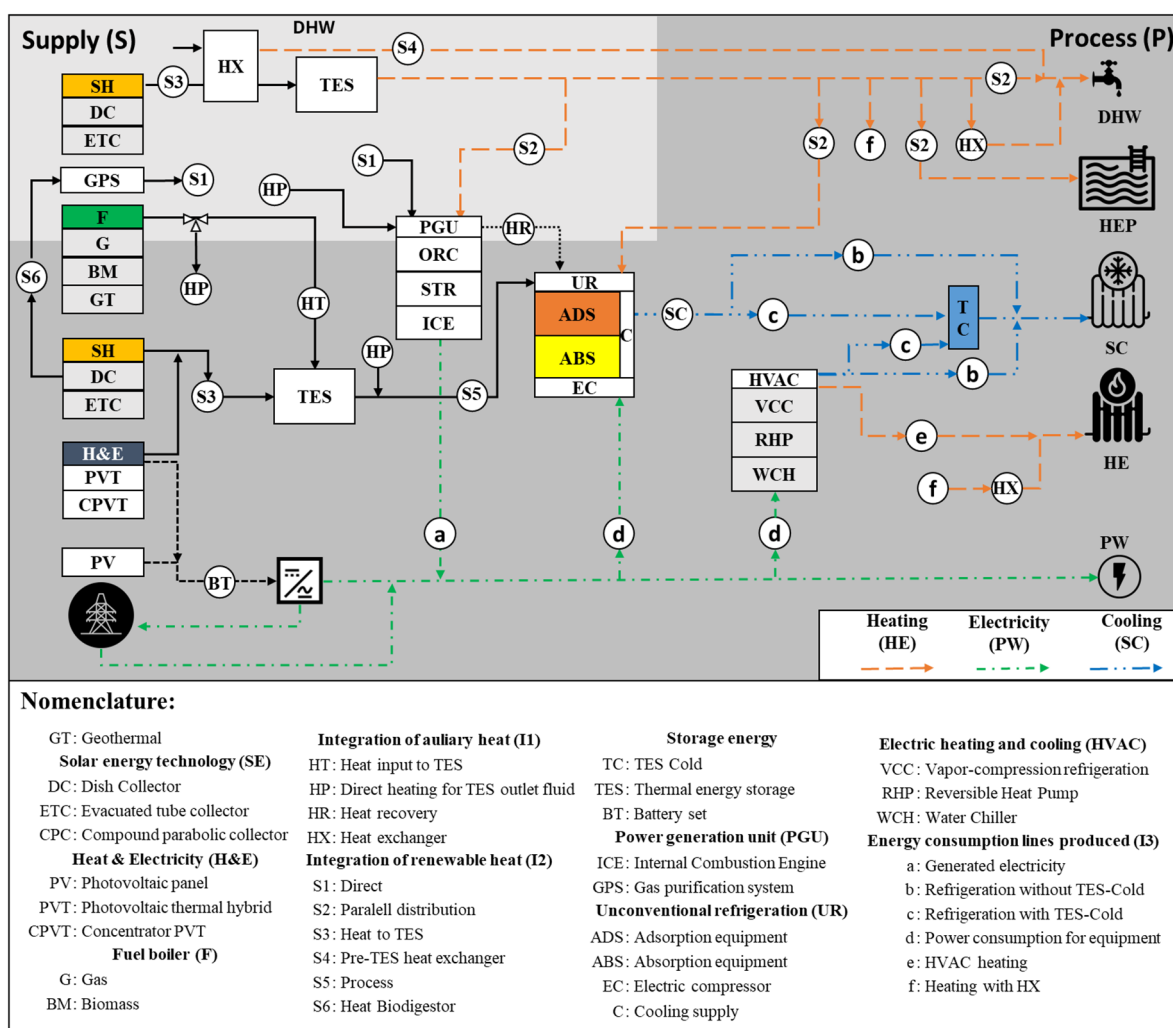 Supply (S)
DHW
Process (P)
HX
S4
S3
SH
DC
ETC
TES
S2
DHW
S2
f
S2
HX
HEP
S1
S2
GPS
S1
HP
F
G
BM
GT
HP
S6
HT
PGU
ORC
STR
ICE
HR
UR
ADS
ABS
C
EC
SC
b
c
T
C
c
b
SC
SH
DC
ETC
S3
TES
HP
S5
HVAC
VCC
RHP
WCH
e
HE
f
HX
H&E
PVT
CPVT
PV
BT
a
d
d
PW
Heating
(HE)
Electricity
(PW)
Cooling
(SC)
Nomenclature:
GT: Geothermal
Solar energy technology (SE)
DC: Dish Collector
ETC: Evacuated tube collector
CPC: Compound parabolic collector
Heat & Electricity (H&E)
PV: Photovoltaic panel
PVT: Photovoltaic thermal hybrid
CPVT: Concentrator PVT
Fuel boiler (F)
G: Gas
BM: Biomass
Integration of auliary heat (I1)
HT: Heat input to TES
HP: Direct heating for TES outlet fluid
HR: Heat recovery
HX: Heat exchanger
Integration of renewable heat (I2)
S1: Direct
S2: Paralell distribution
S3: Heat to TES
S4: Pre-TES heat exchanger
S5: Process
S6: Heat Biodigestor
Storage energy
TC: TES Cold
TES: Thermal energy storage
BT: Battery set
Power generation unit (PGU)
ICE: Internal Combustion Engine
GPS: Gas purification system
Unconventional refrigeration (UR)
ADS: Adsorption equipment
ABS: Absorption equipment
EC: Electric compressor
C: Cooling supply
Electric heating and cooling (HVAC)
VCC: Vapor-compression refrigeration
RHP: Reversible Heat Pump
WCH: Water Chiller
Energy consumption lines produced (I3)
a: Generated electricity
b: Refrigeration without TES-Cold
c: Refrigeration with TES-Cold
d: Power consumption for equipment
e: HVAC heating
f: Heating with HX